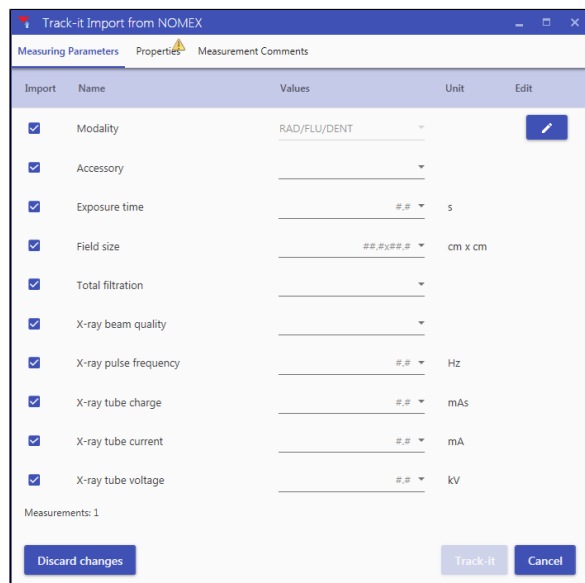 Track-it Import from NOMEX
Measuring Parameters Properties Measurement Comments
Import Name Values Unit Edit
Modality RAD/FLU/DENT
Accessory
Exposure time #.# s
Field size ##.#x##.# cm x cm
Total filtration
X-ray beam quality
X-ray pulse frequency #.# Hz
X-ray tube charge #.# mAs
X-ray tube current #.# mA
X-ray tube voltage #.# kV
Measurements: 1
Discard changes Track-it Cancel